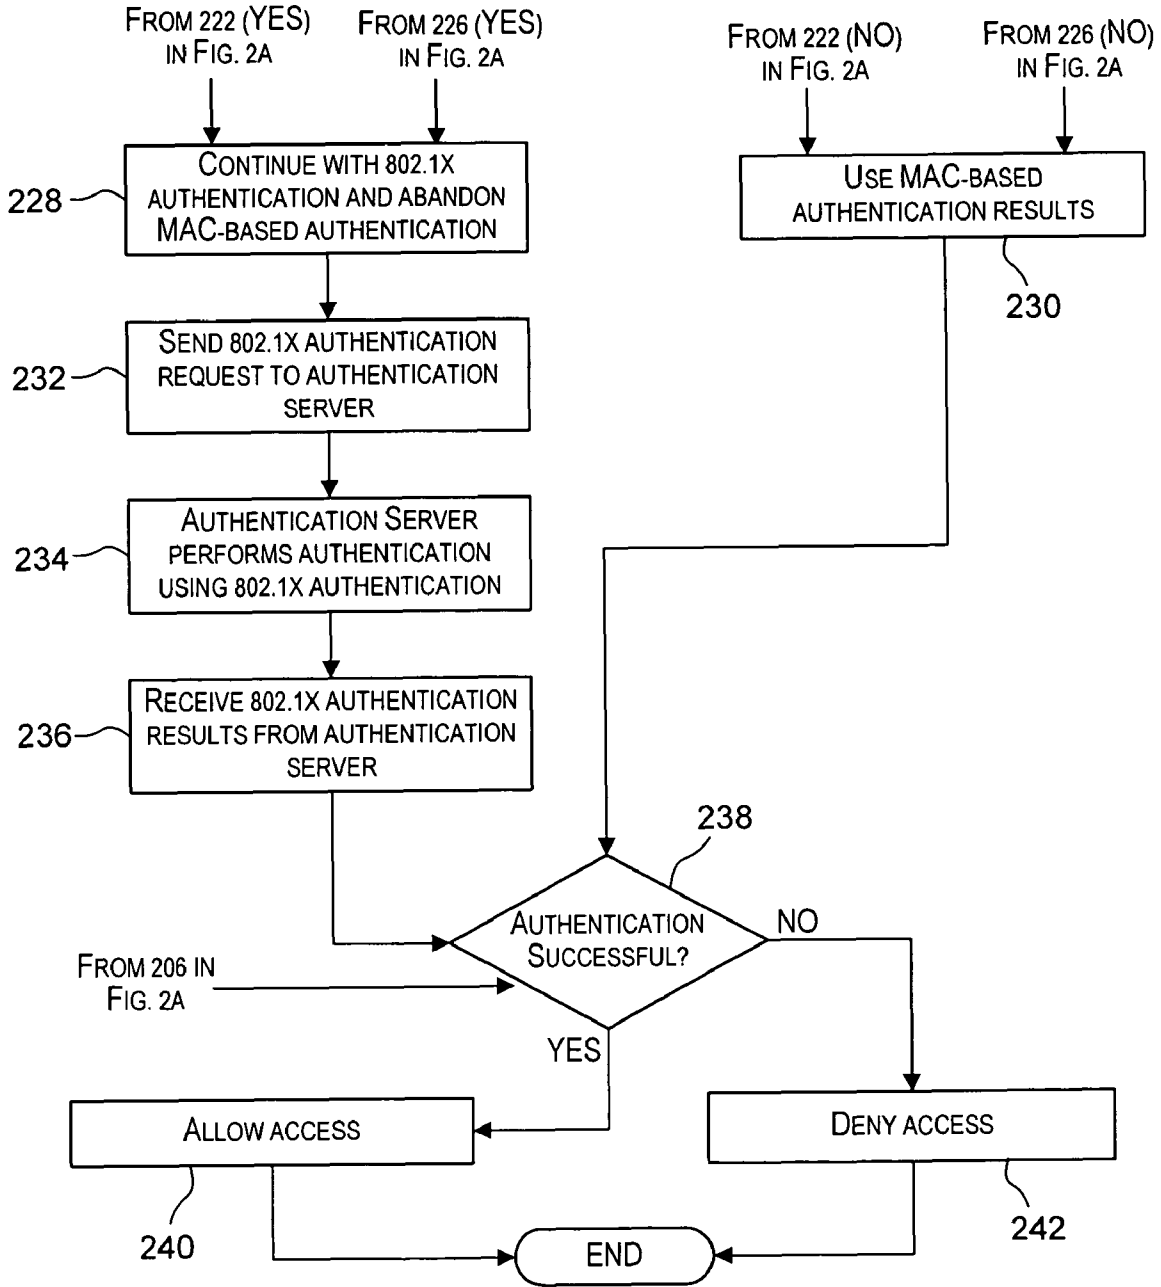 FROM 222 (YES)
IN FIG. 2A
FROM 226 (YES)
IN FIG. 2A
FROM 222 (NO)
IN FIG. 2A
FROM 226 (NO)
IN FIG. 2A
CONTINUE WITH 802.1X
AUTHENTICATION AND ABANDON
MAC-BASED AUTHENTICATION
228
USE MAC-BASED
AUTHENTICATION RESULTS
230
SEND 802.1X AUTHENTICATION
REQUEST TO AUTHENTICATION
SERVER
232
AUTHENTICATION SERVER
PERFORMS AUTHENTICATION
USING 802.1X AUTHENTICATION
234
RECEIVE 802.1X AUTHENTICATION
RESULTS FROM AUTHENTICATION
SERVER
236
238
AUTHENTICATION
SUCCESSFUL?
NO
FROM 206 IN
FIG. 2A
YES
ALLOW ACCESS
240
DENY ACCESS
242
END